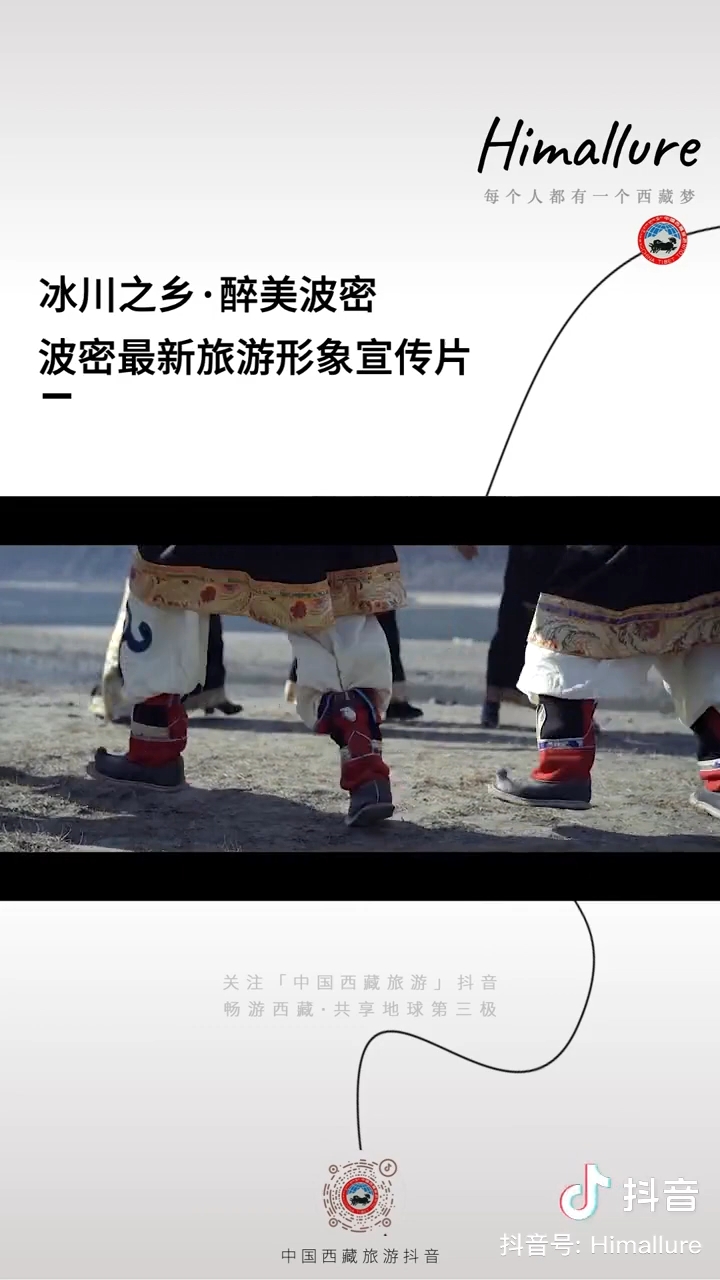 Himallure
每个人都有一个西藏梦
冰川之乡·醉美波密
波密最新旅游形象宣传片
关注「中国西藏旅游」抖音
畅游西藏·共享地球第三极
中国西藏旅游抖音
抖音
抖音号: Himallure